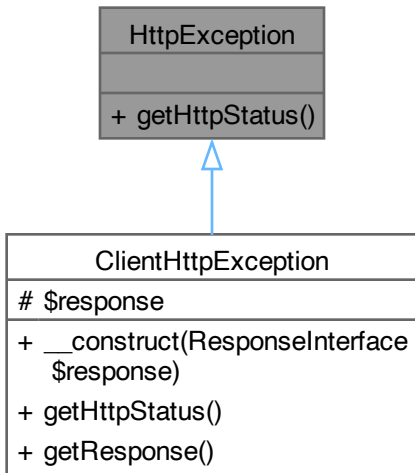 HttpException
+ getHttpStatus()
ClientHttpException
# $response
+ __construct(ResponseInterface
$response)
+ getHttpStatus()
+ getResponse()